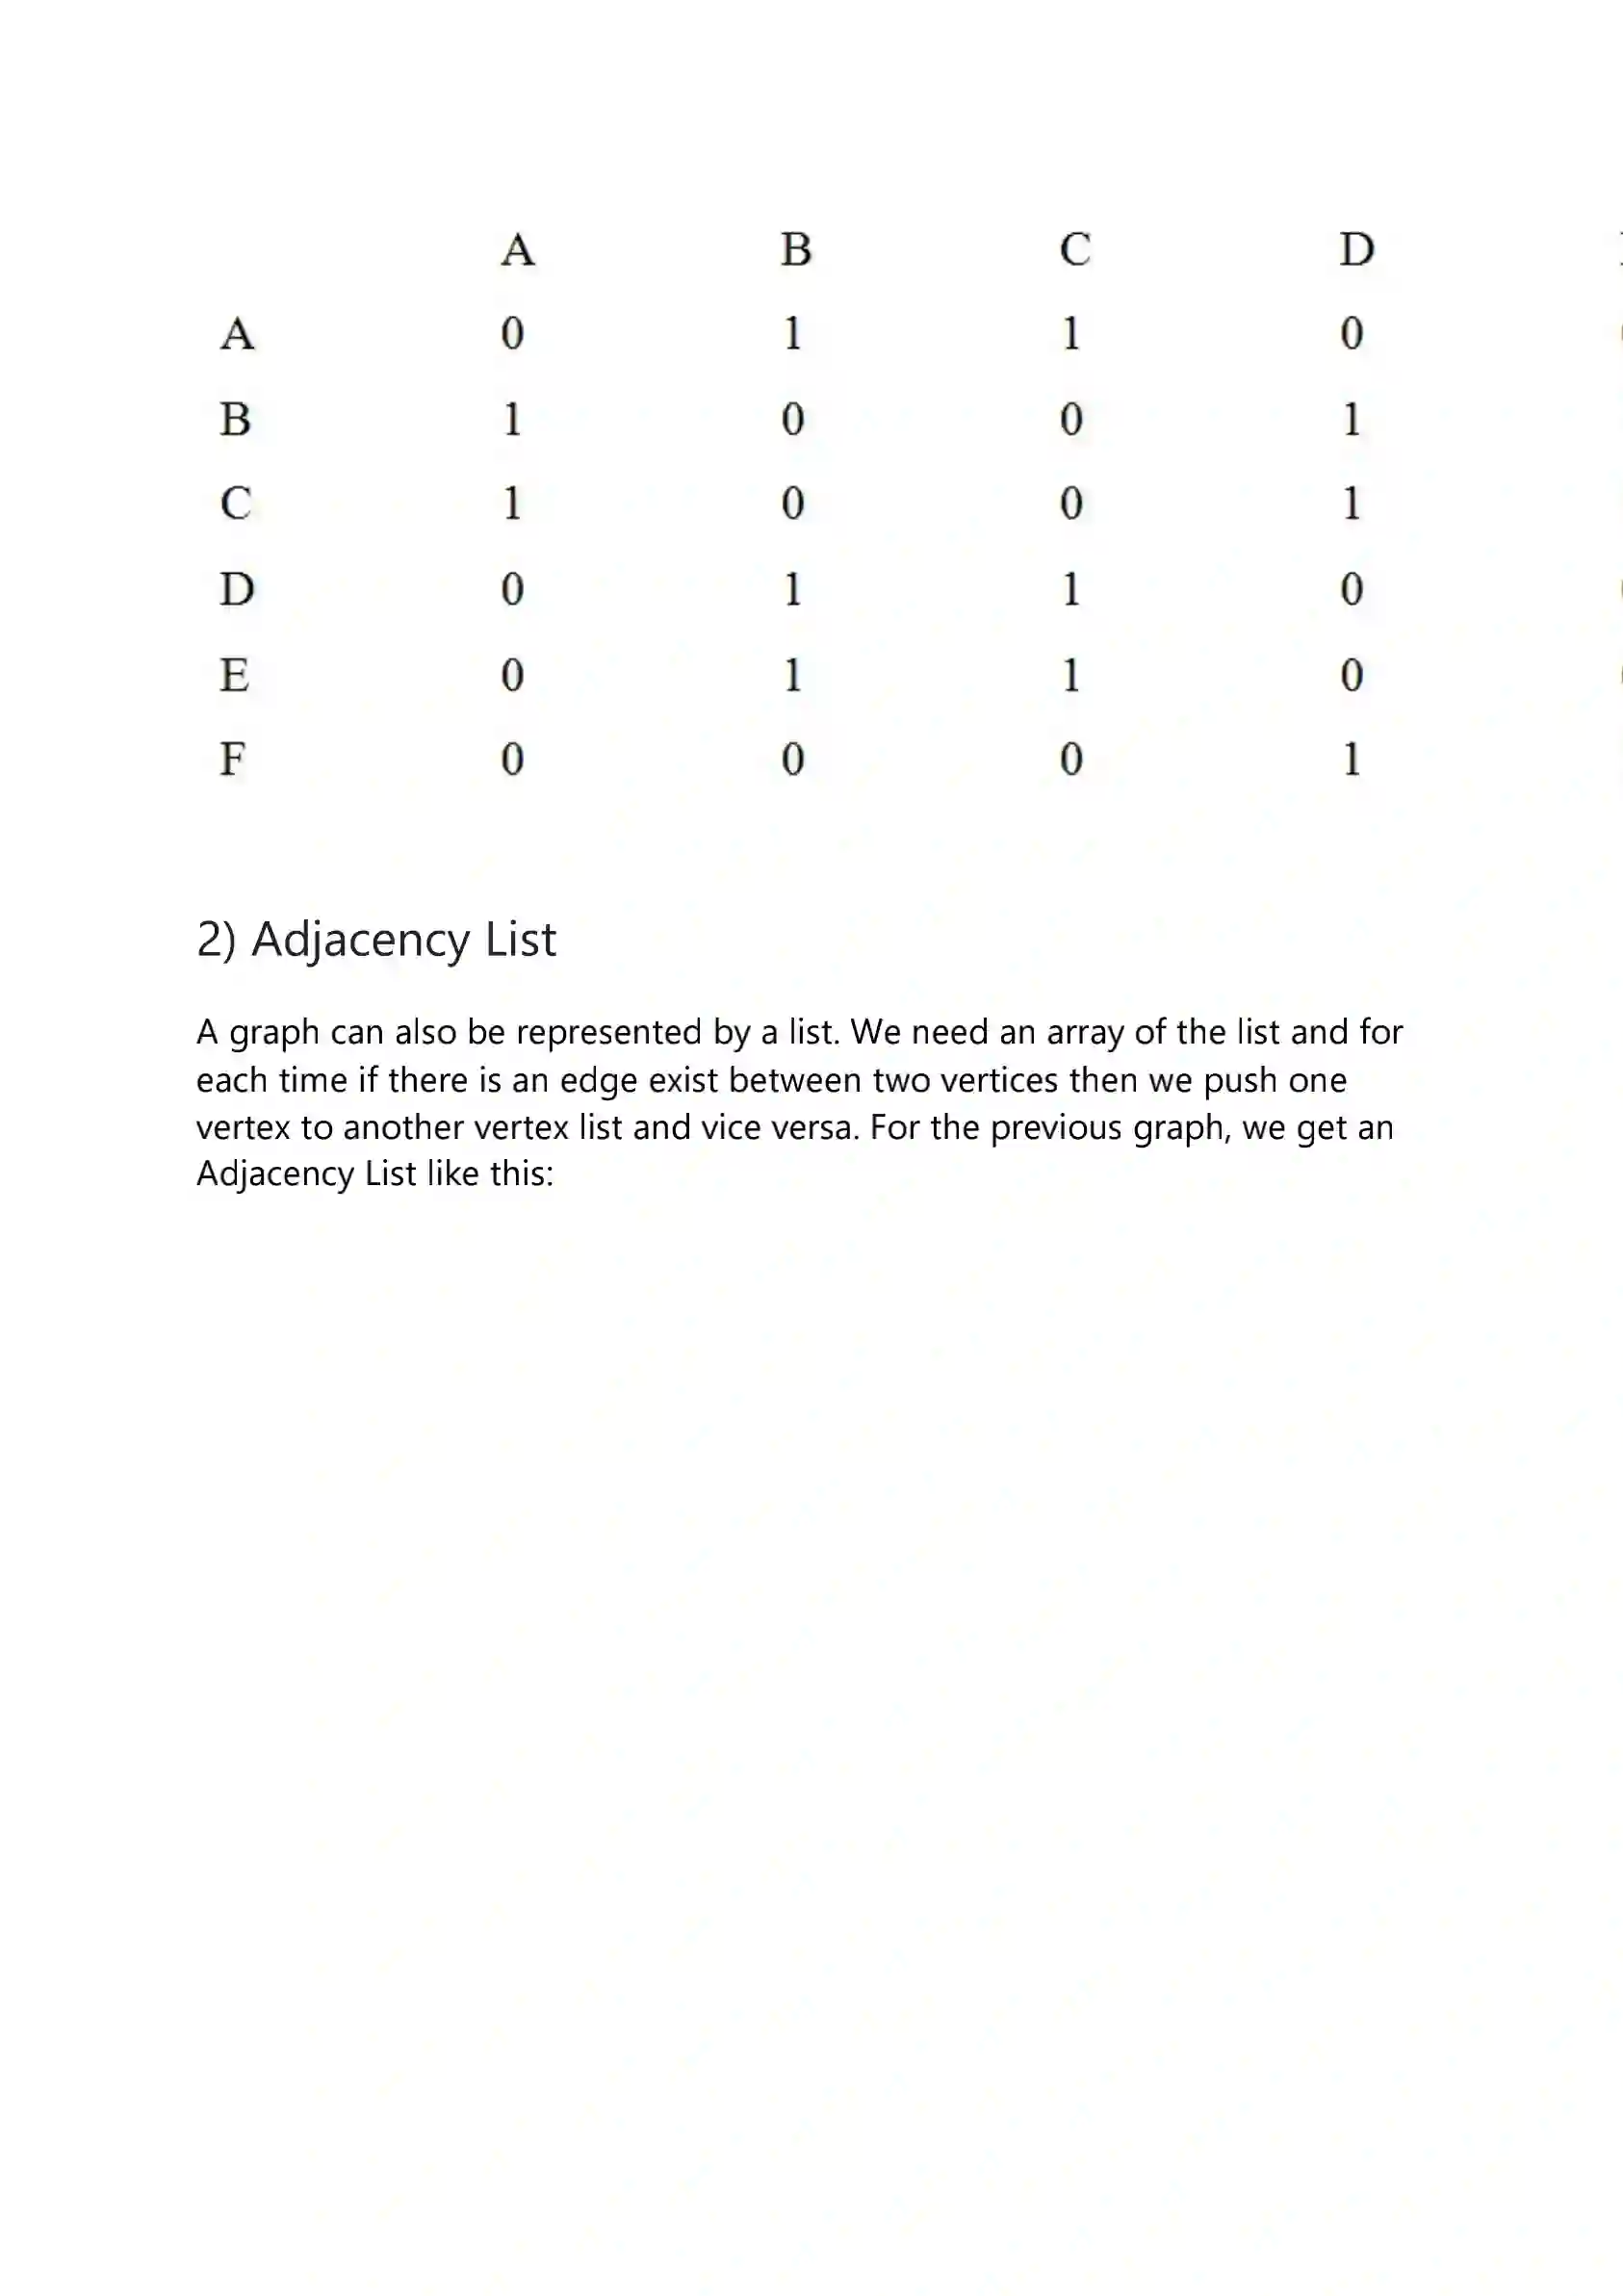 A B C D
A 0 1 1 0
B 1 0 0 1
C 1 0 0 1
D 0 1 1 0
E 0 1 1 0
F 0 0 0 1
2) Adjacency List
A graph can also be represented by a list. We need an array of the list and for
each time if there is an edge exist between two vertices then we push one
vertex to another vertex list and vice versa. For the previous graph, we get an
Adjacency List like this: